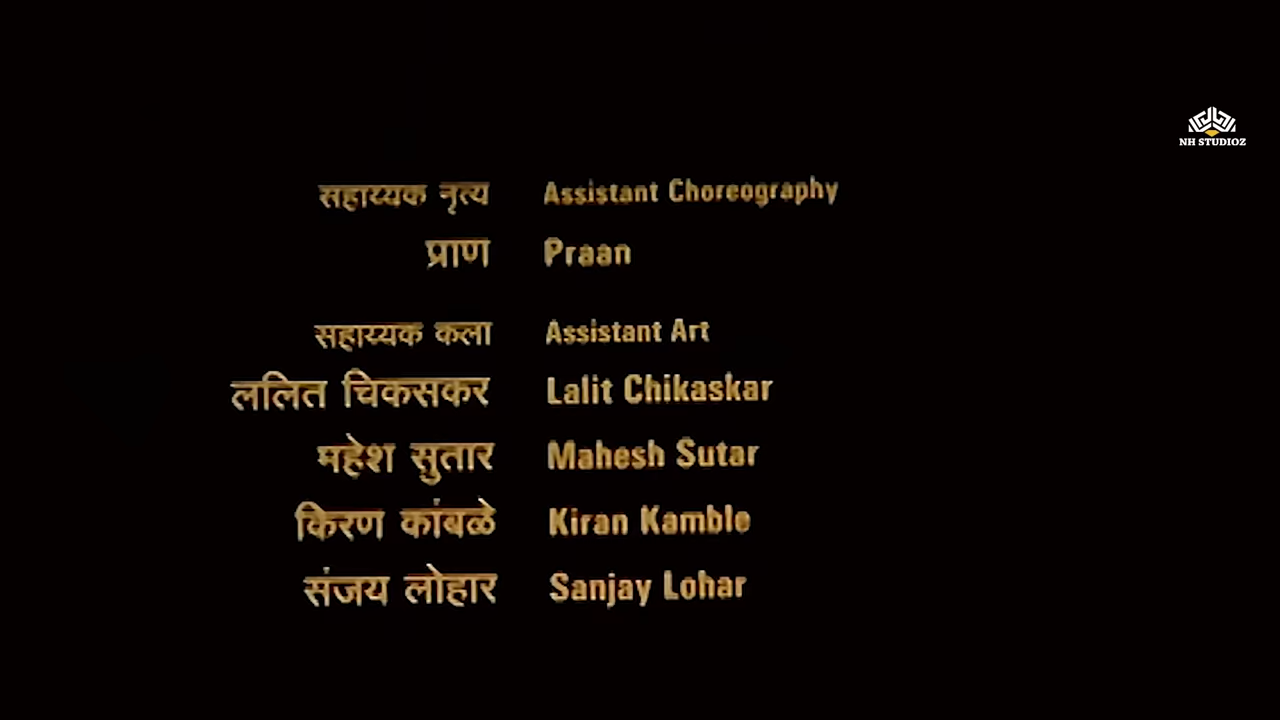 NH STUDIOZ
सहाय्यक नृत्य Assistant Choreography
प्राण Praan
सहाय्यक कला Assistant Art
ललित चिकसकर Lalit Chikaskar
महेश सुतार Mahesh Sutar
किरण कांबळे Kiran Kamble
संजय लोहार Sanjay Lohar